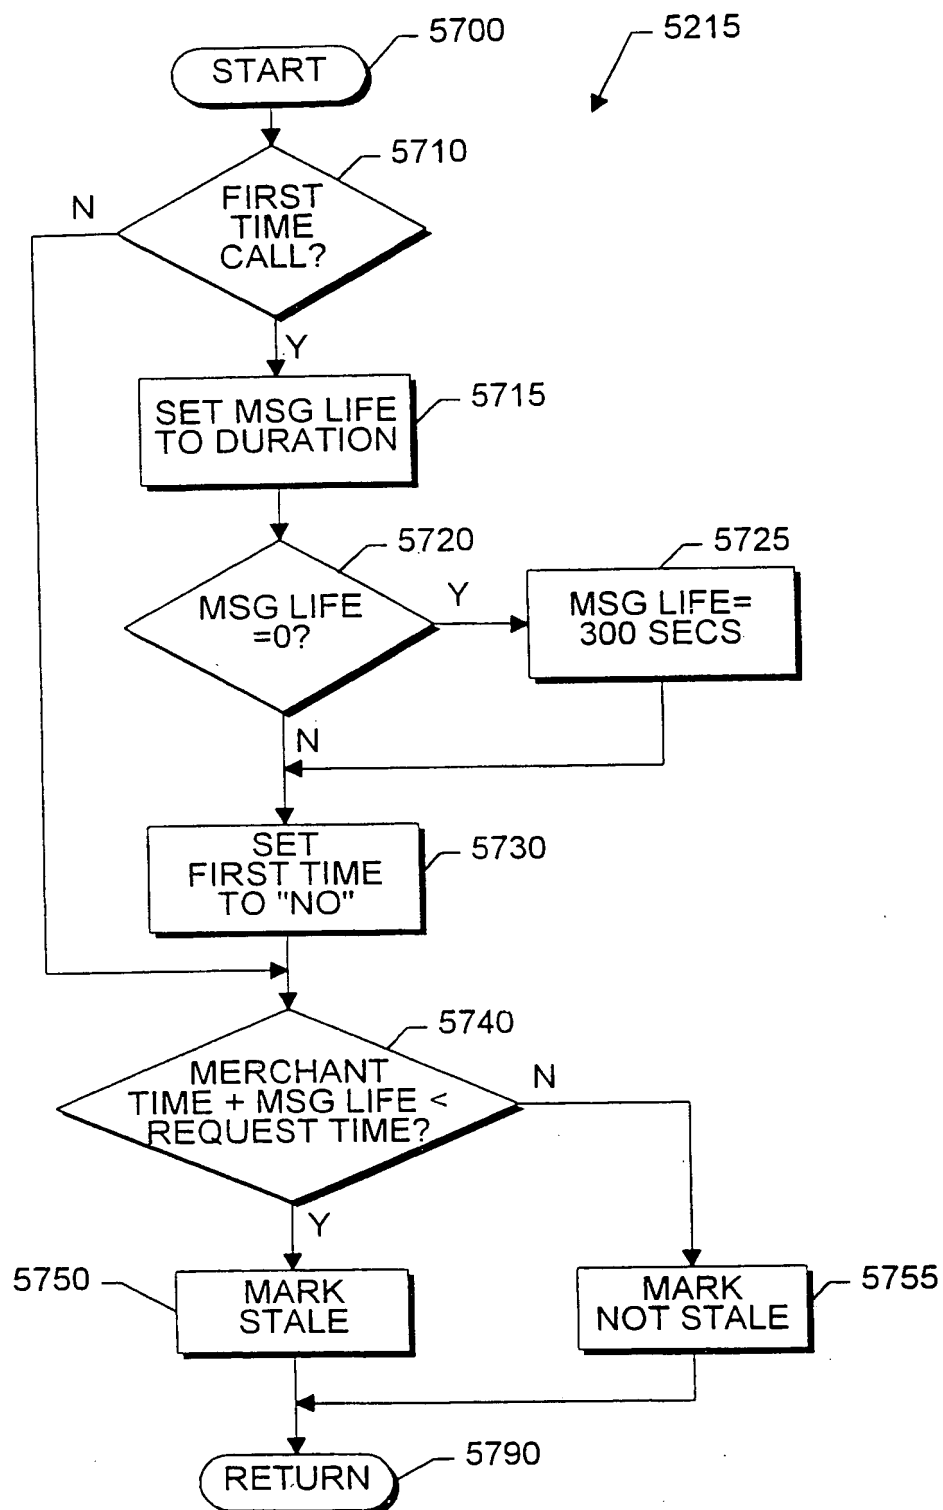 5700
5215
START
5710
FIRST
TIME
CALL?
N
Y
5715
SET MSG LIFE
TO DURATION
5720
5725
MSG LIFE
=0?
Y
MSG LIFE=
300 SECS
N
5730
SET
FIRST TIME
TO "NO"
5740
MERCHANT
TIME + MSG LIFE <
REQUEST TIME?
N
Y
5750
MARK
STALE
MARK
NOT STALE
5755
RETURN
5790